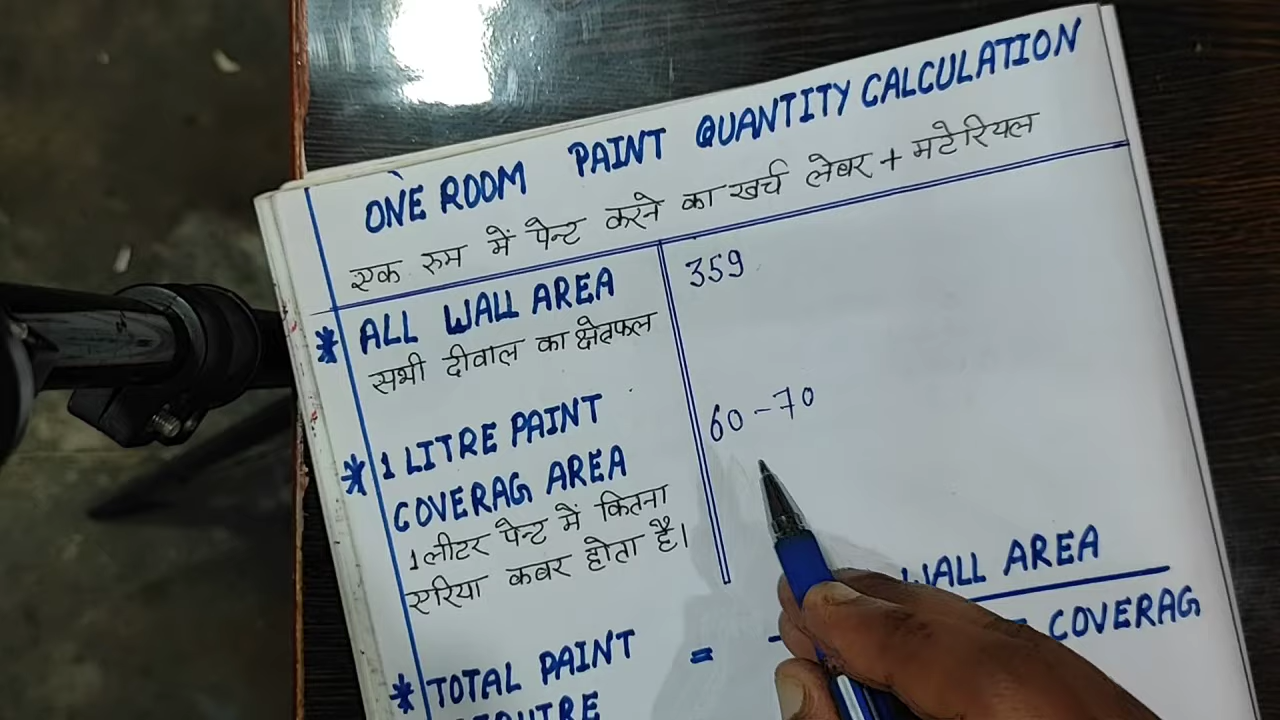 ONE ROOM PAINT QUANTITY CALCULATION
एक रुम में पेन्ट करने का खर्च लेबर + मटेरियल
* ALL WALL AREA
सभी दीवाल का क्षेत्रफल
359
* 1 LITRE PAINT
COVERAG AREA
1 लीटर पेन्ट में कितना
एरिया कवर होता है।
60-70
* TOTAL PAINT
=
WALL AREA
COVERAG